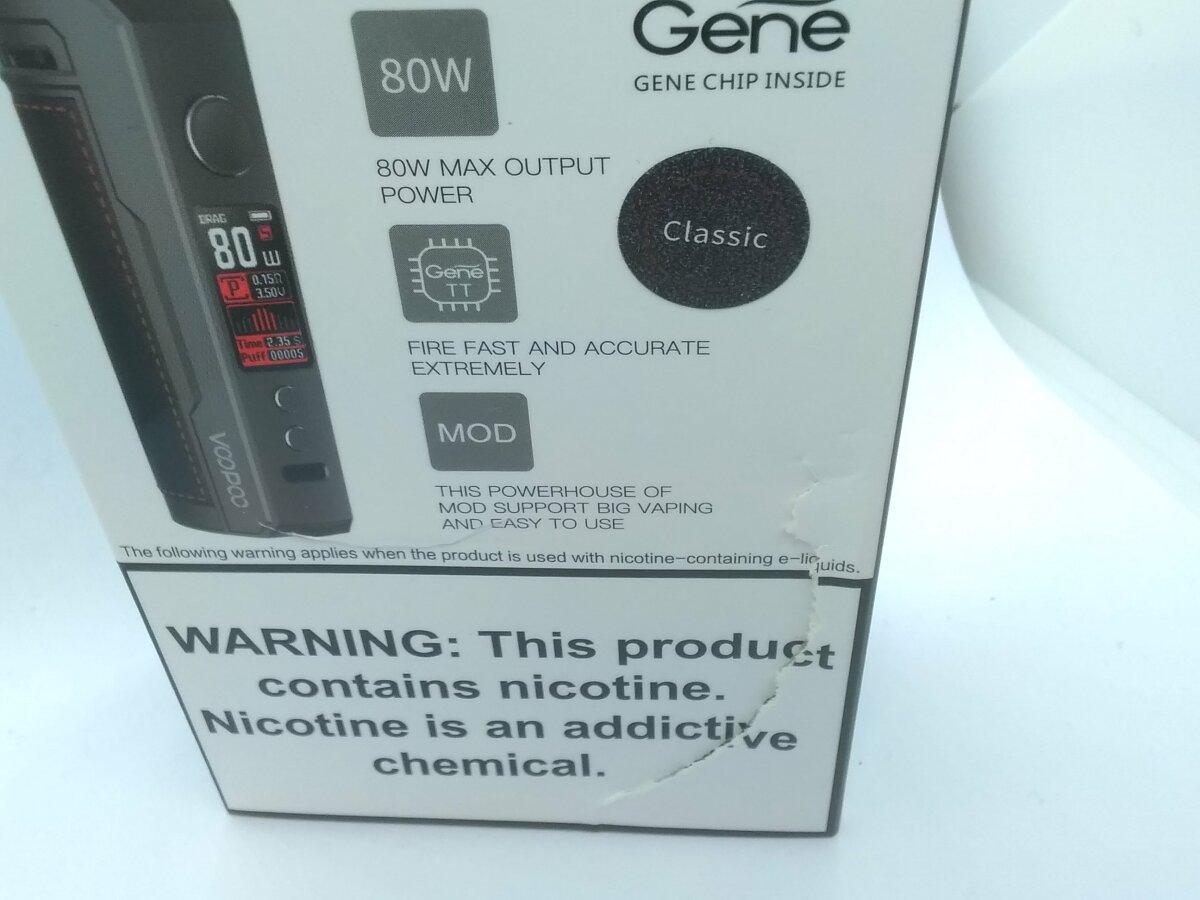 Gene
GENE CHIP INSIDE
80W
80W MAX OUTPUT
POWER
Classic
Gene
TT
FIRE FAST AND ACCURATE
EXTREMELY
MOD
THIS POWERHOUSE OF
MOD SUPPORT BIG VAPING
AND EASY TO USE
DRAG
S
80 W
P
0.15Ω
3.50V
Time 2.35 S
Puff 00005
VOOPOO
The following warning applies when the product is used with nicotine-containing e-liquids.
WARNING: This product
contains nicotine.
Nicotine is an addictive
chemical.